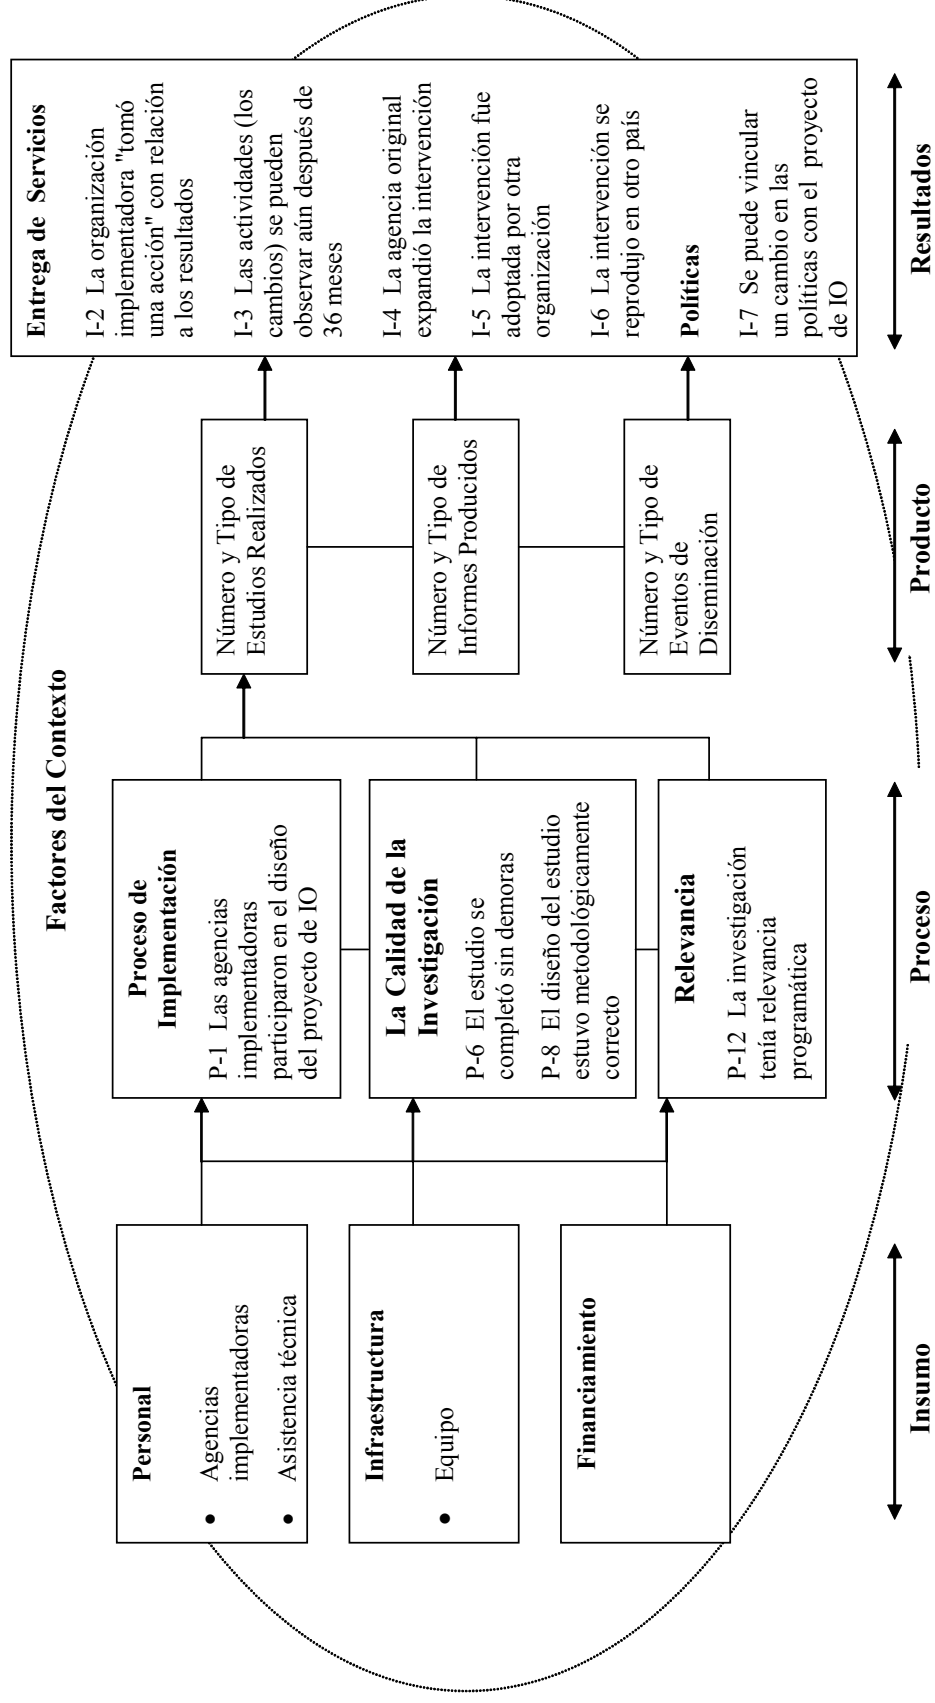 Factores del Contexto
Personal
• Agencias
implementadoras
• Asistencia técnica
Infraestructura
• Equipo
Financiamiento
Proceso de
Implementación
P-1 Las agencias
implementadoras
participaron en el diseño
del proyecto de IO
La Calidad de la
Investigación
P-6 El estudio se
completó sin demoras
P-8 El diseño del estudio
estuvo metodológicamente
correcto
Relevancia
P-12 La investigación
tenía relevancia
programática
Número y Tipo de
Estudios Realizados
Número y Tipo de
Informes Producidos
Número y Tipo de
Eventos de
Diseminación
Entrega de Servicios
I-2 La organización
implementadora "tomó
una acción" con relación
a los resultados
I-3 Las actividades (los
cambios) se pueden
observar aún después de
36 meses
I-4 La agencia original
expandió la intervención
I-5 La intervención fue
adoptada por otra
organización
I-6 La intervención se
reprodujo en otro país
Políticas
I-7 Se puede vincular
un cambio en las
políticas con el proyecto
de IO
Insumo
Proceso
Producto
Resultados